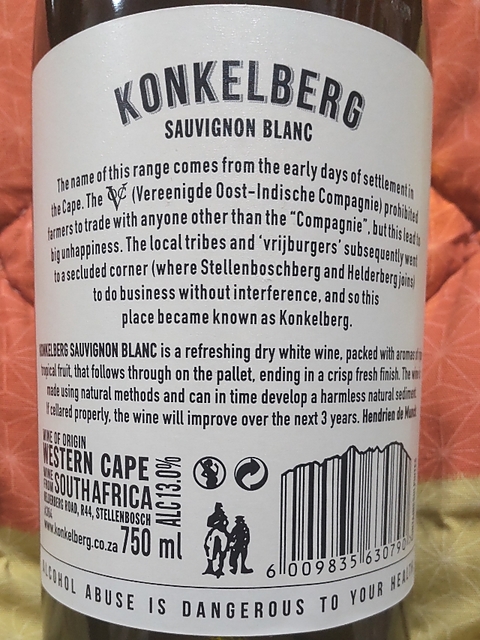 KONKELBERG
SAUVIGNON BLANC
The name of this range comes from the early days of settlement in
the Cape. The VOC (Vereenigde Oost-Indische Compagnie) prohibited
farmers to trade with anyone other than the "Compagnie", but this lead to
big unhappiness. The local tribes and 'vrijburgers' subsequently went
to a secluded corner (where Stellenboschberg and Helderberg joins)
to do business without interference, and so this
place became known as Konkelberg.
KONKELBERG SAUVIGNON BLANC is a refreshing dry white wine, packed with aromas of
tropical fruit, that follows through on the pallet, ending in a crisp fresh finish. The wine
made using natural methods and can in time develop a harmless natural sediment.
If cellared properly, the wine will improve over the next 3 years. Hendrien de
WINE OF ORIGIN
WESTERN CAPE
WINE FROM SOUTH AFRICA
HELDERBERG ROAD, R44, STELLENBOSCH
www.konkelberg.co.za 750 ml
ALC 13.0%
6 009835 63079
ALCOHOL ABUSE IS DANGEROUS TO YOUR HEALTH